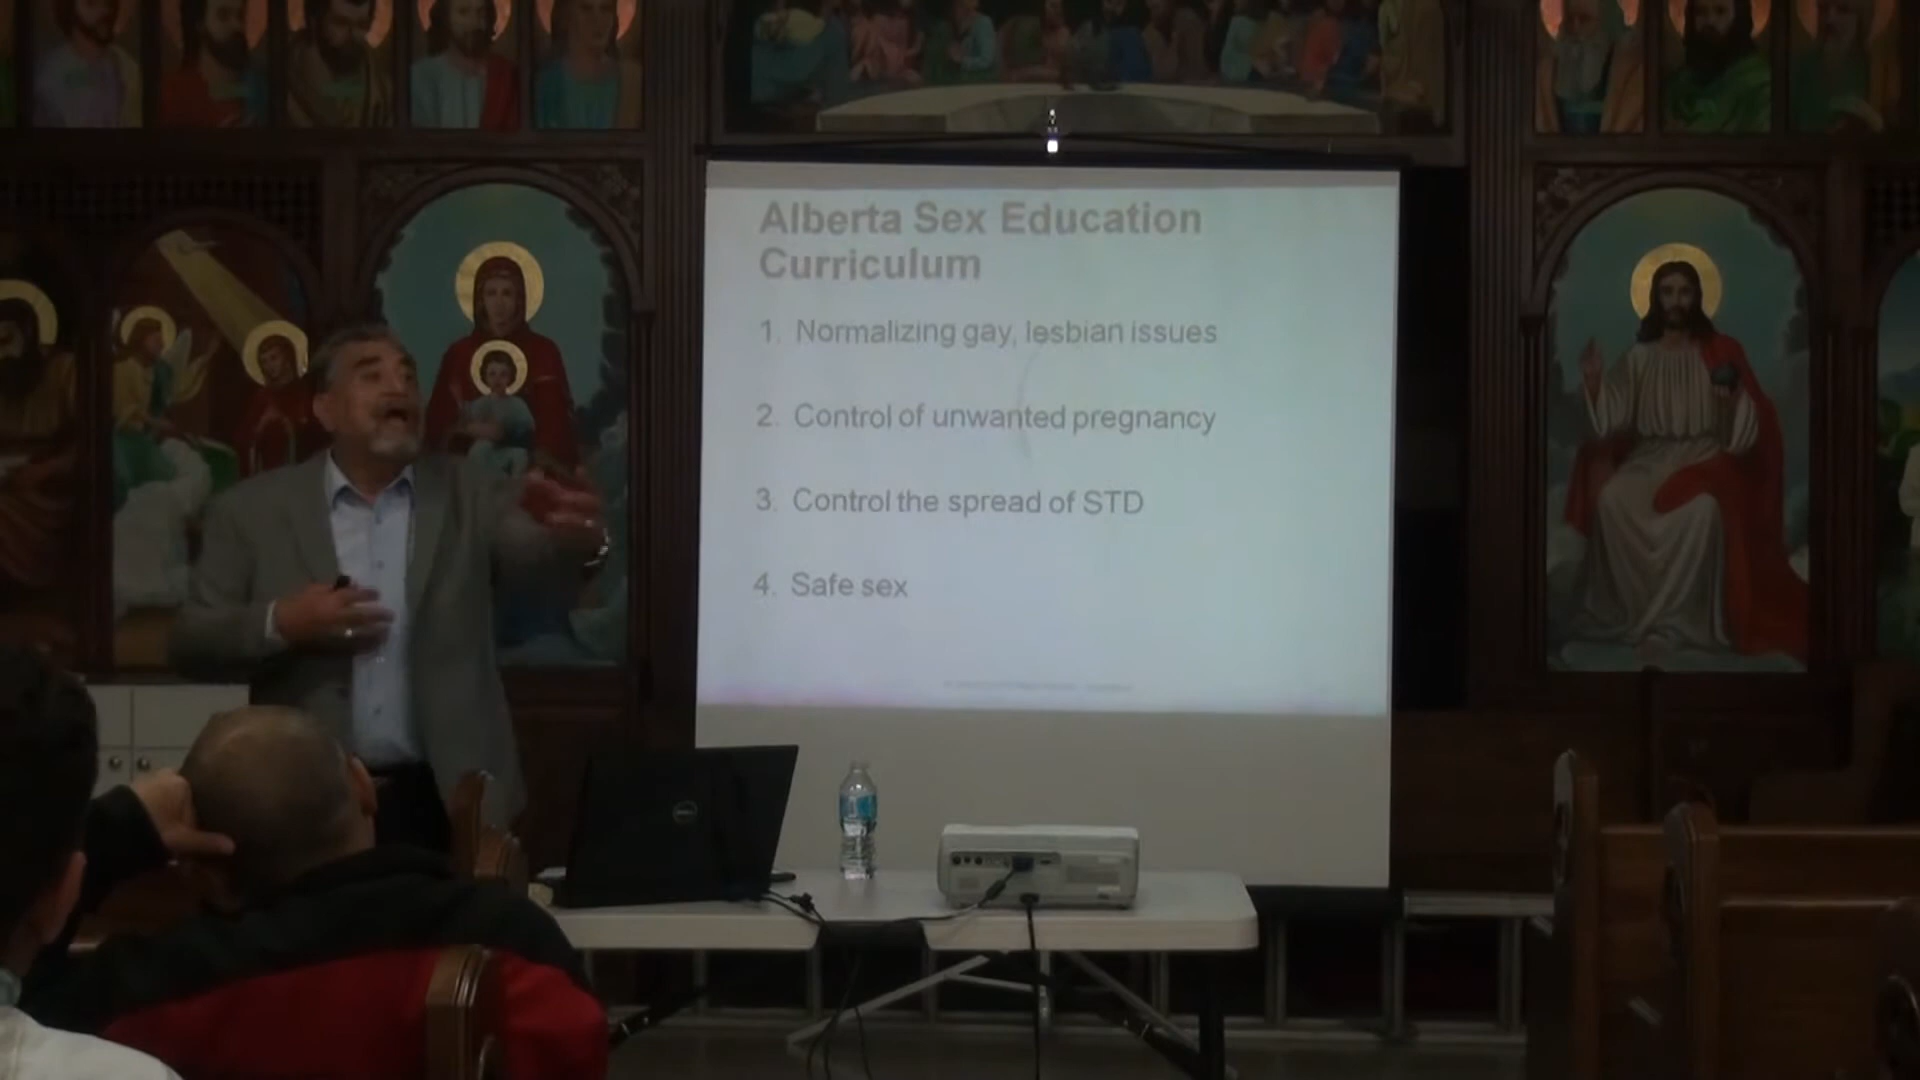 Alberta Sex Education
Curriculum
1. Normalizing gay, lesbian issues
2. Control of unwanted pregnancy
3. Control the spread of STD
4. Safe sex